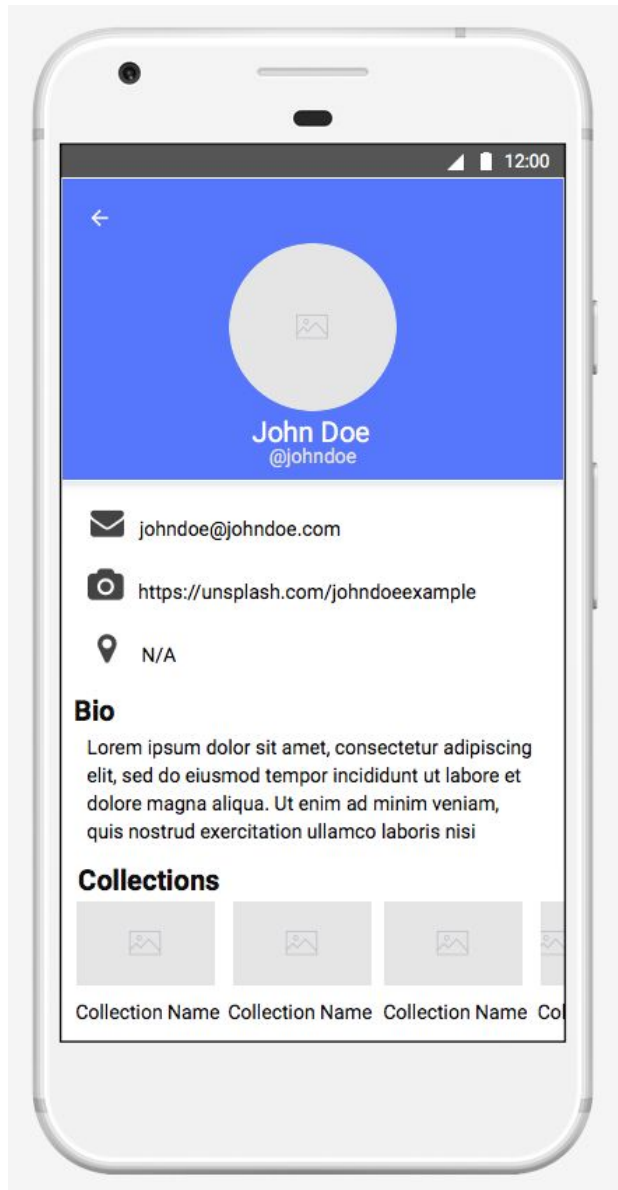 12:00
John Doe
@johndoe
johndoe@johndoe.com
https://unsplash.com/johndoeexample
N/A
Bio
Lorem ipsum dolor sit amet, consectetur adipiscing
elit, sed do eiusmod tempor incididunt ut labore et
dolore magna aliqua. Ut enim ad minim veniam,
quis nostrud exercitation ullamco laboris nisi
Collections
Collection Name Collection Name Collection Name Col